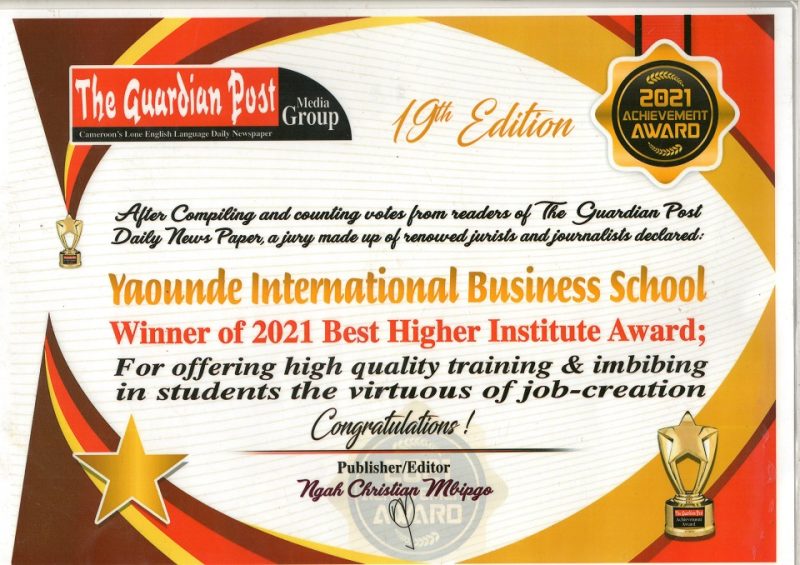 The Guardian Post
Media
Group
Cameroon's Lone English Language Daily Newspaper
19th Edition
2021
ACHIEVEMENT
AWARD
After Compiling and counting votes from readers of The Guardian Post
Daily News Paper, a jury made up of renowed jurists and journalists declared:
Yaounde International Business School
Winner of 2021 Best Higher Institute Award;
For offering high quality training & imbibing
in students the virtuous of job-creation
Congratulations !
Publisher/Editor
Ngah Christian Mbipgo
2021
AWARD
The Guardian Post
Achievement
Award